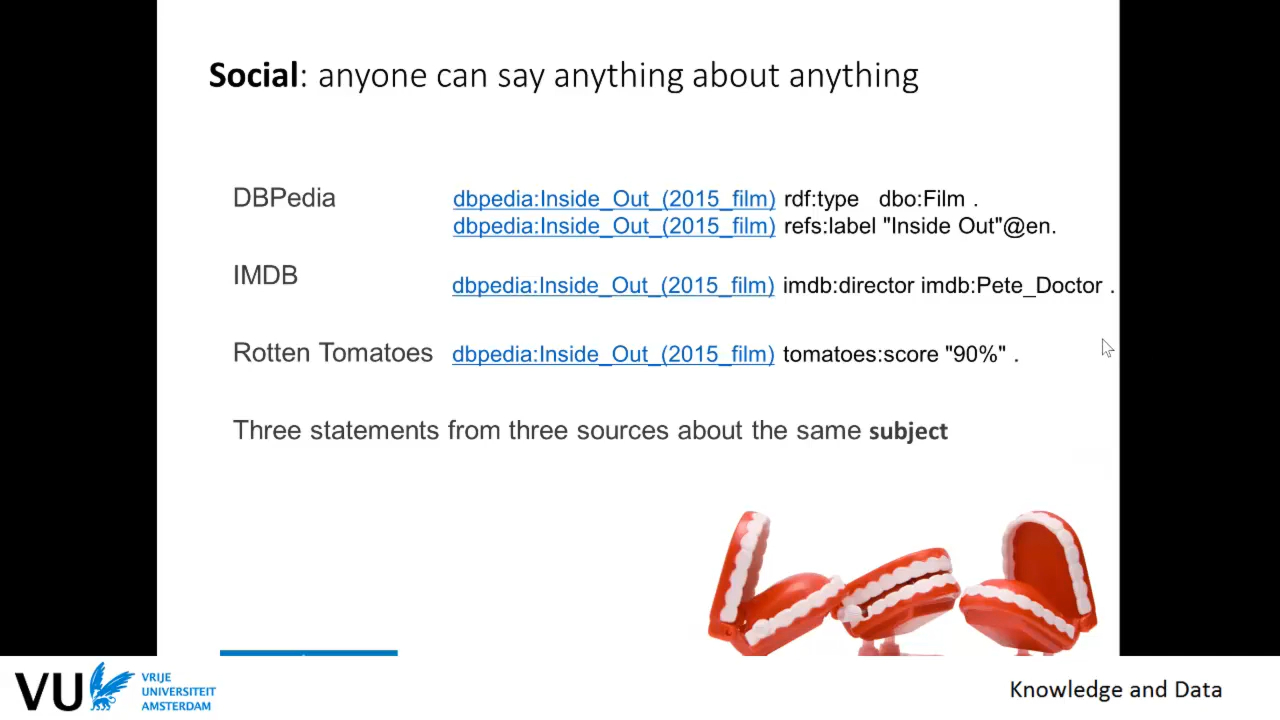 Social: anyone can say anything about anything
DBPedia
dbpedia:Inside_Out_(2015_film) rdf:type dbo:Film .
dbpedia:Inside_Out_(2015_film) refs:label "Inside Out"@en.
IMDB
dbpedia:Inside_Out_(2015_film) imdb:director imdb:Pete_Doctor .
Rotten Tomatoes dbpedia:Inside_Out_(2015_film) tomatoes:score "90%" .
Three statements from three sources about the same subject
VU
VRIJE
UNIVERSITEIT
AMSTERDAM
Knowledge and Data